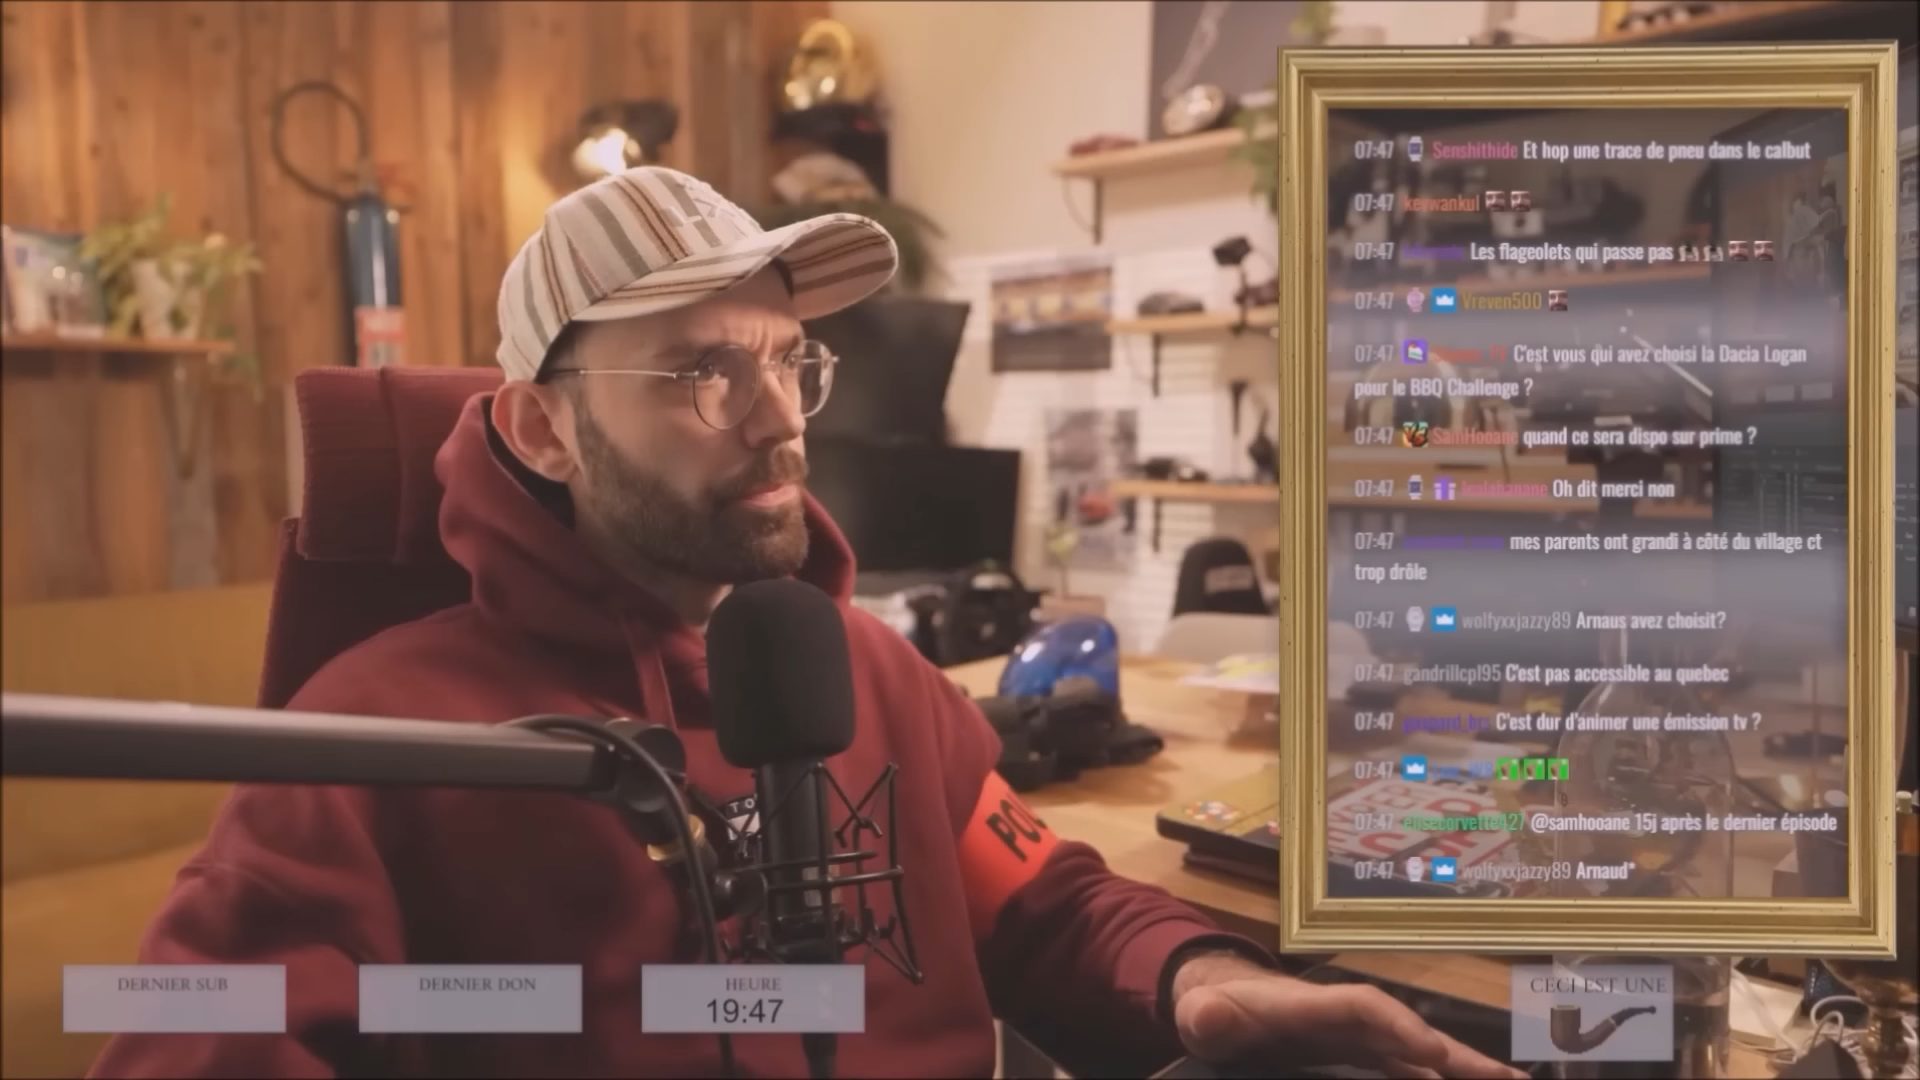 07:47 Senshithide Et hop une trace de pneu dans le calbut
07:47 keywankul
07:47 Les flageolets qui passe pas
07:47 Vreven500
07:47 C'est vous qui avez choisi la Dacia Logan
pour le BBQ Challenge ?
07:47 SamHooane quand ce sera dispo sur prime ?
07:47 Oh dit merci non
07:47 mes parents ont grandi à côté du village ct
trop drôle
07:47 wolfyxxjazzy89 Arnaus avez choisit?
07:47 gandrillcpl95 C'est pas accessible au quebec
07:47 C'est dur d'animer une émission tv ?
07:47
07:47 @samhooane 15j après le dernier épisode
07:47 wolfyxxjazzy89 Arnaud*
DERNIER SUB
DERNIER DON
HEURE
19:47
CECI EST UNE